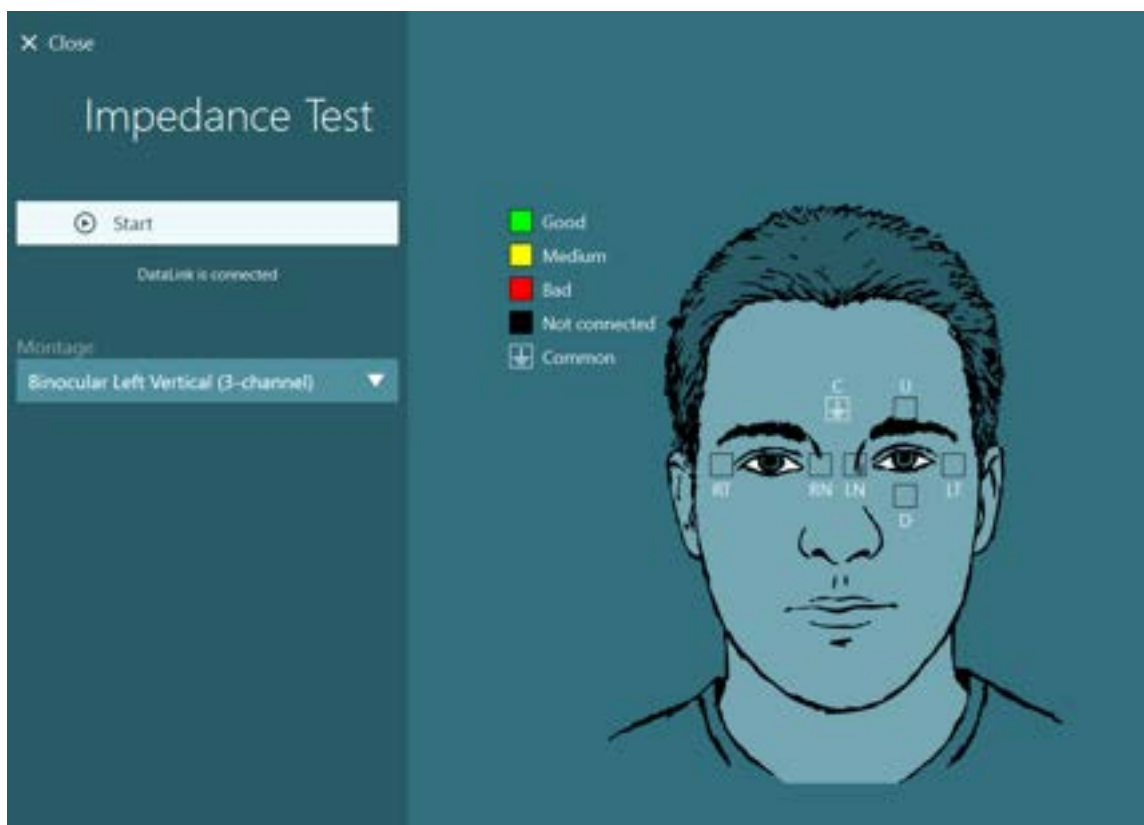 Close
Impedance Test
Start
DataLink is connected
Montage
Binocular Left Vertical (3-channel)
Good
Medium
Bad
Not connected
Common
C
U
RT
RN
LN
LT
D